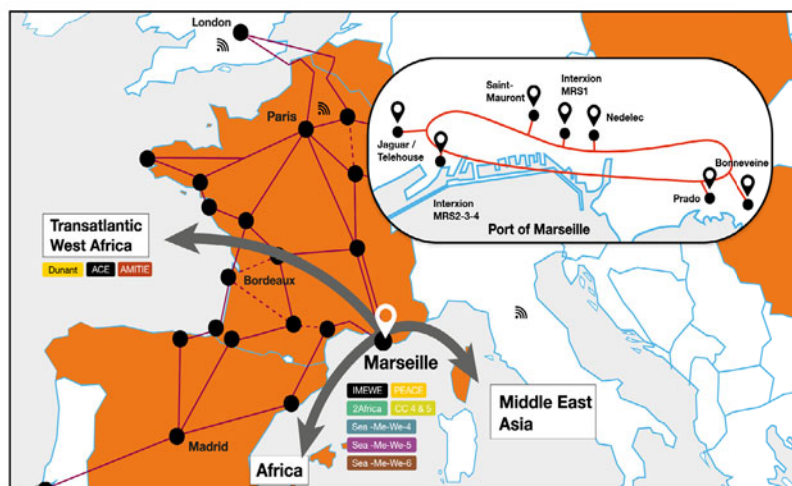 London
Paris
Saint-
Mauront
Interxion
MRS1
Nedelec
Jaguar /
Telehouse
Bonneveine
Interxion
MRS2-3-4
Prado
Port of Marseille
Transatlantic
West Africa
Dunant ACE AMITIE
Bordeaux
Marseille
IMEWE PEACE
2Africa CC 4 & 5
Sea -Me-We-4
Sea -Me-We-5
Sea -Me-We-6
Middle East
Asia
Madrid
Africa